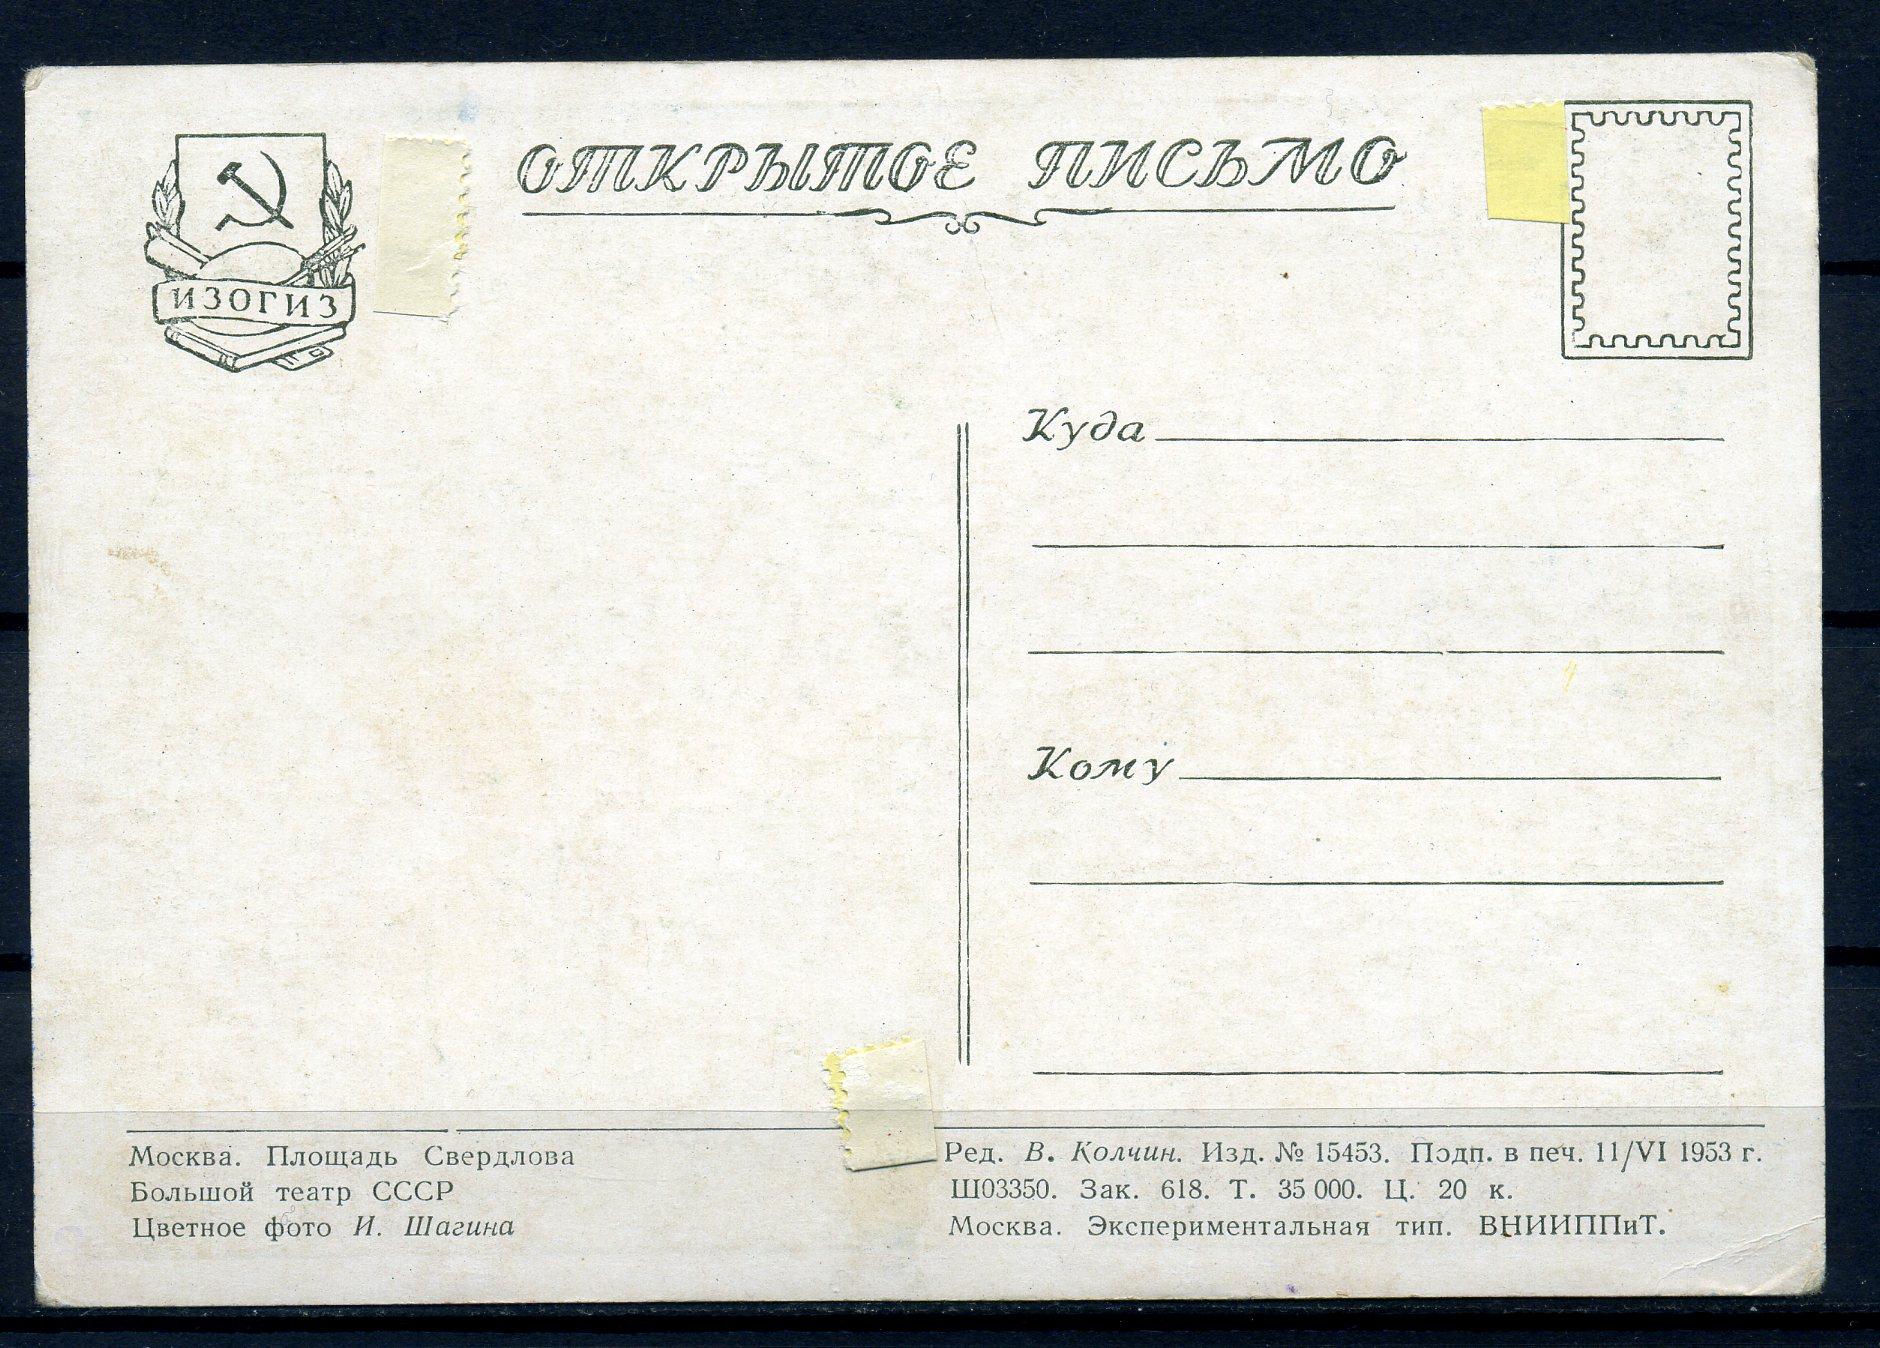 ОТКРЫТОЕ ПИСЬМО
ИЗОГИЗ
Куда
Кому
Москва. Площадь Свердлова
Большой театр СССР
Цветное фото И. Шагина
Ред. В. Колчин. Изд. № 15453. Подп. в печ. 11/VI 1953 г.
Ш03350. Зак. 618. Т. 35 000. Ц. 20 к.
Москва. Экспериментальная тип. ВНИИППиТ.